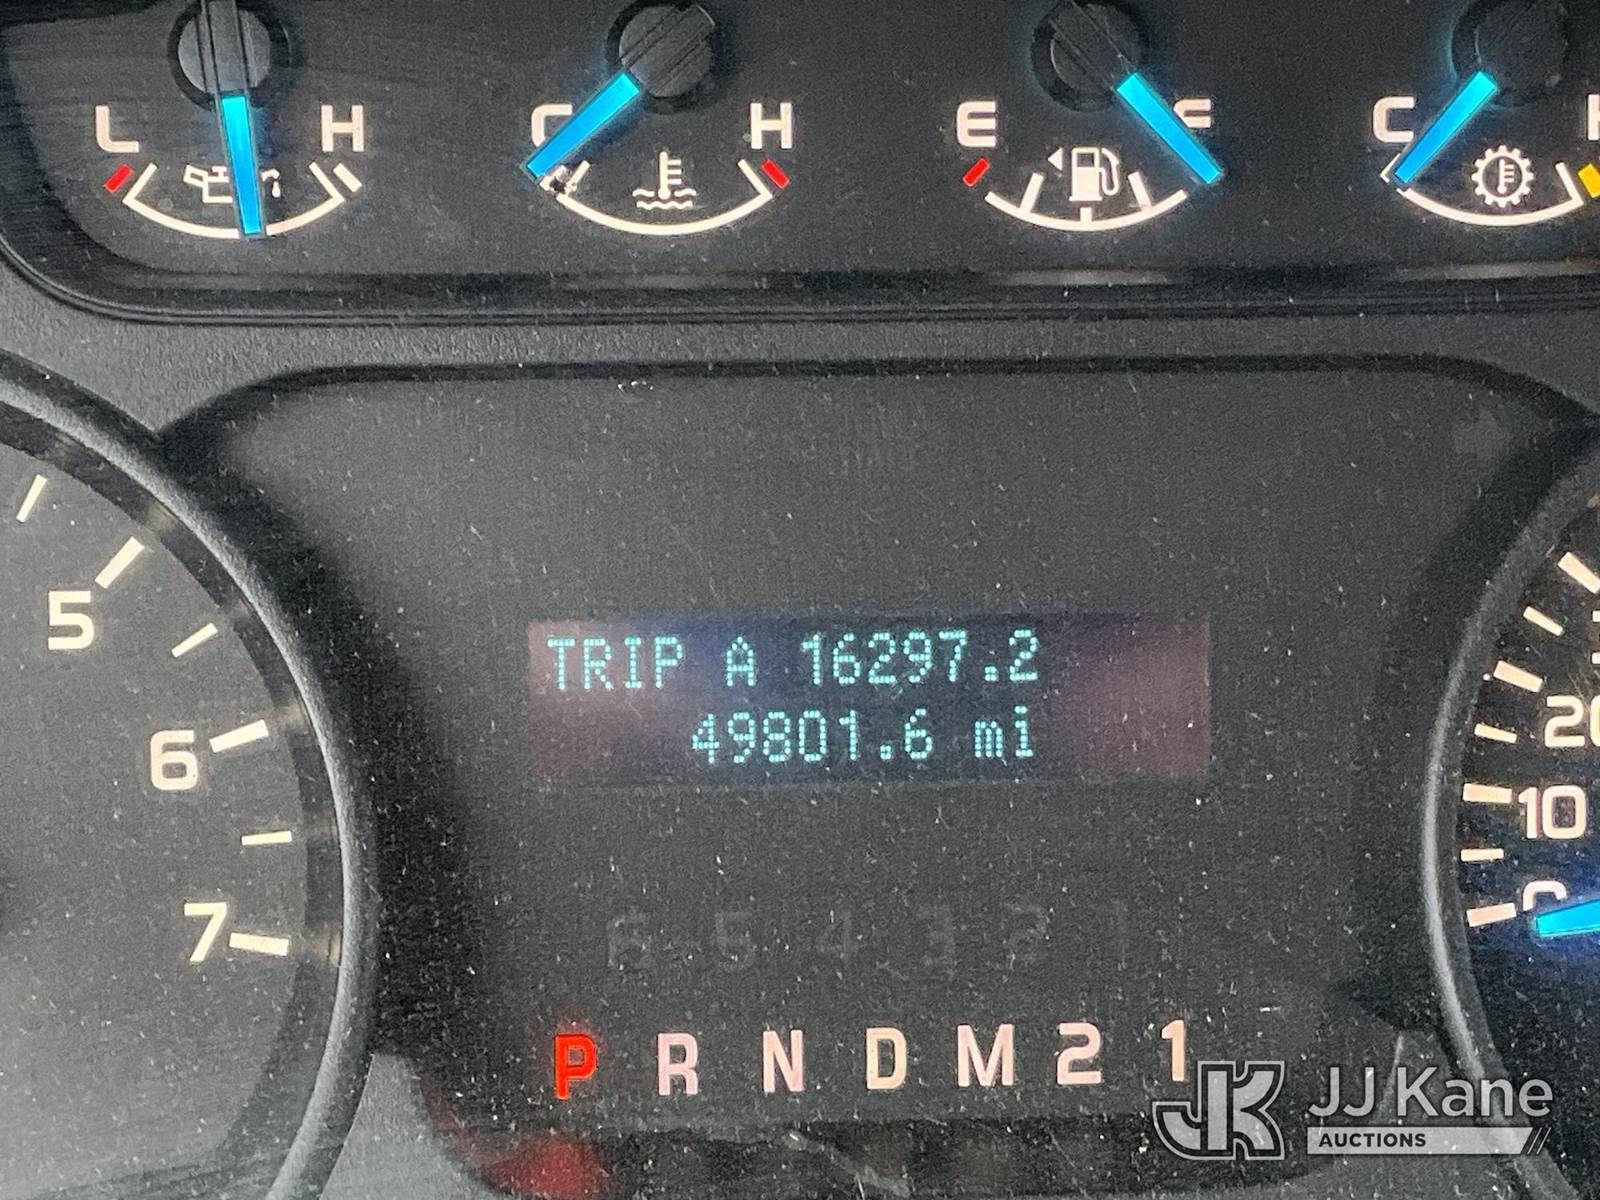 L H C H E F C
TRIP A 16297.2
49801.6 mi
5
6
7
20
10
0
6 5 4 3 2 1
P R N D M 2 1
JK JJ Kane
AUCTIONS